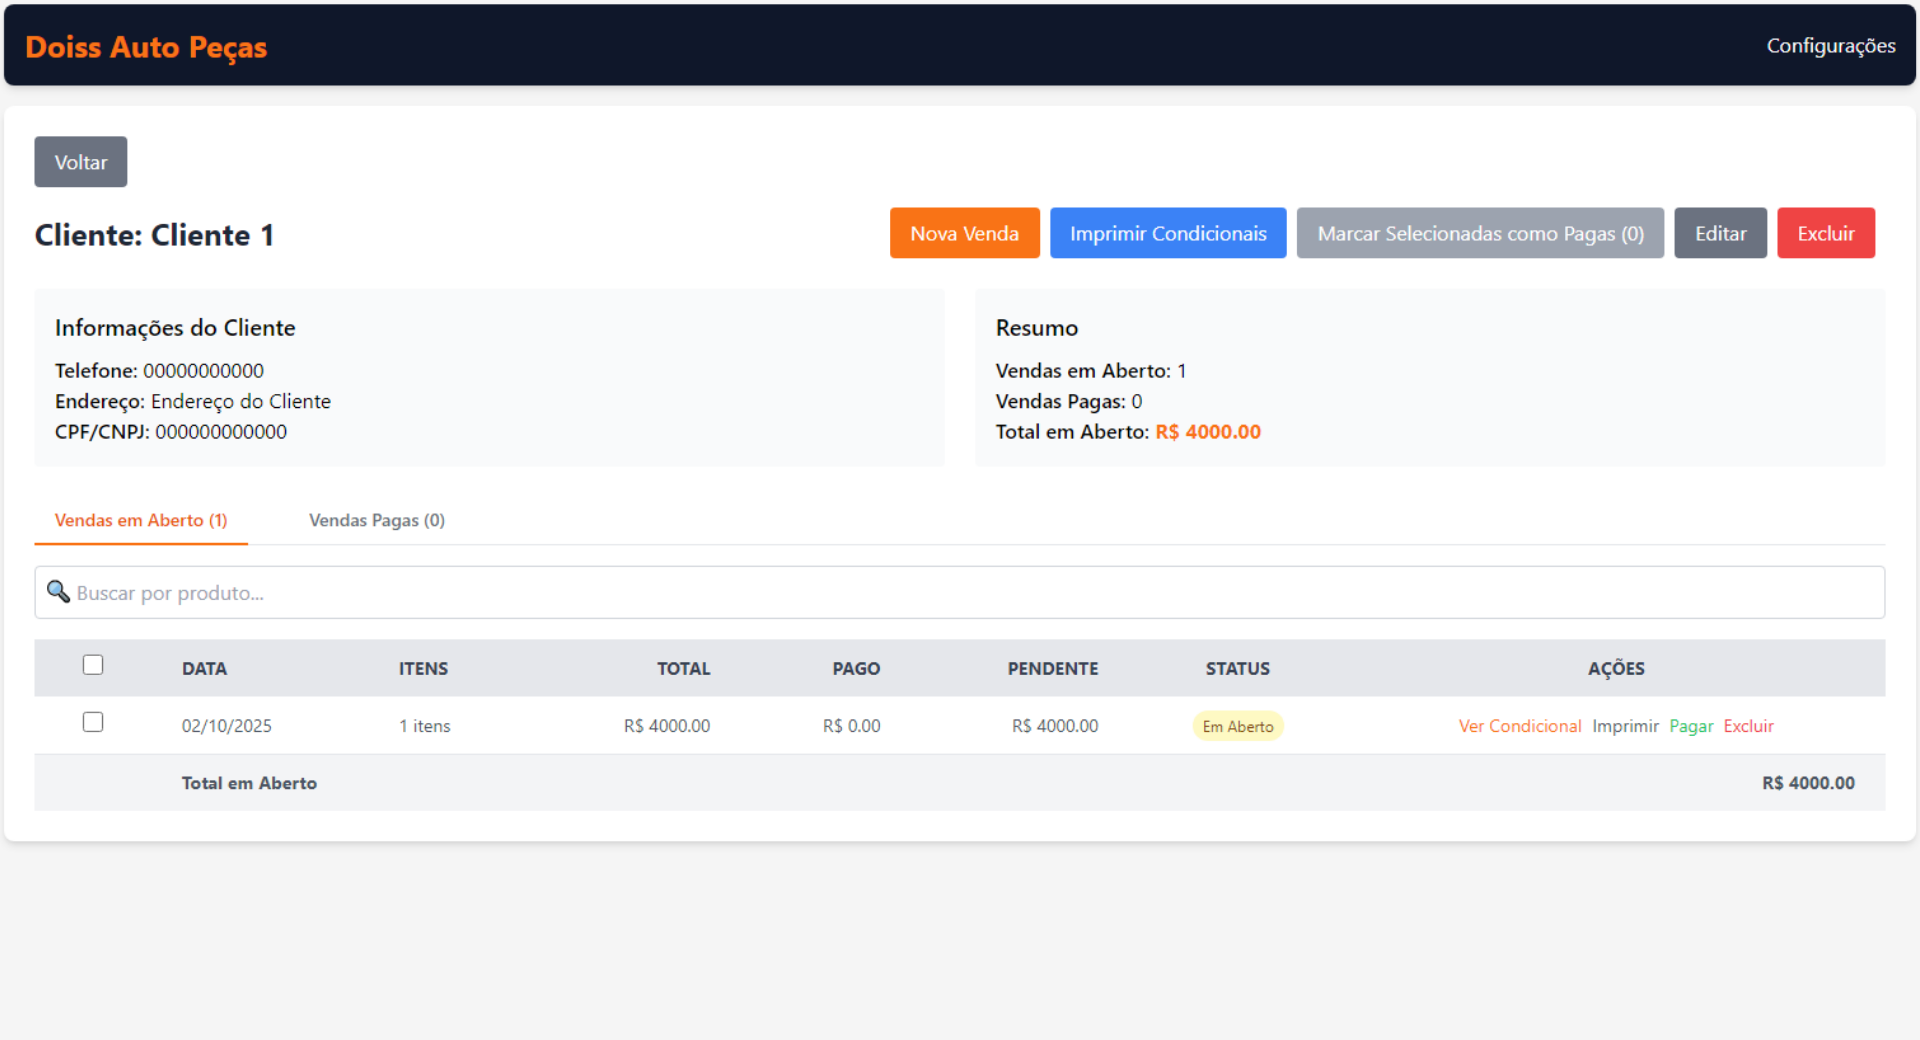 Doiss Auto Peças
Configurações
Voltar
Cliente: Cliente 1
Nova Venda
Imprimir Condicionais
Marcar Selecionadas como Pagas (0)
Editar
Excluir
Informações do Cliente
Telefone: 00000000000
Endereço: Endereço do Cliente
CPF/CNPJ: 000000000000
Resumo
Vendas em Aberto: 1
Vendas Pagas: 0
Total em Aberto: R$ 4000.00
Vendas em Aberto (1)
Vendas Pagas (0)
Buscar por produto...
DATA ITENS TOTAL PAGO PENDENTE STATUS AÇÕES
02/10/2025 1 itens R$ 4000.00 R$ 0.00 R$ 4000.00 Em Aberto Ver Condicional Imprimir Pagar Excluir
Total em Aberto R$ 4000.00